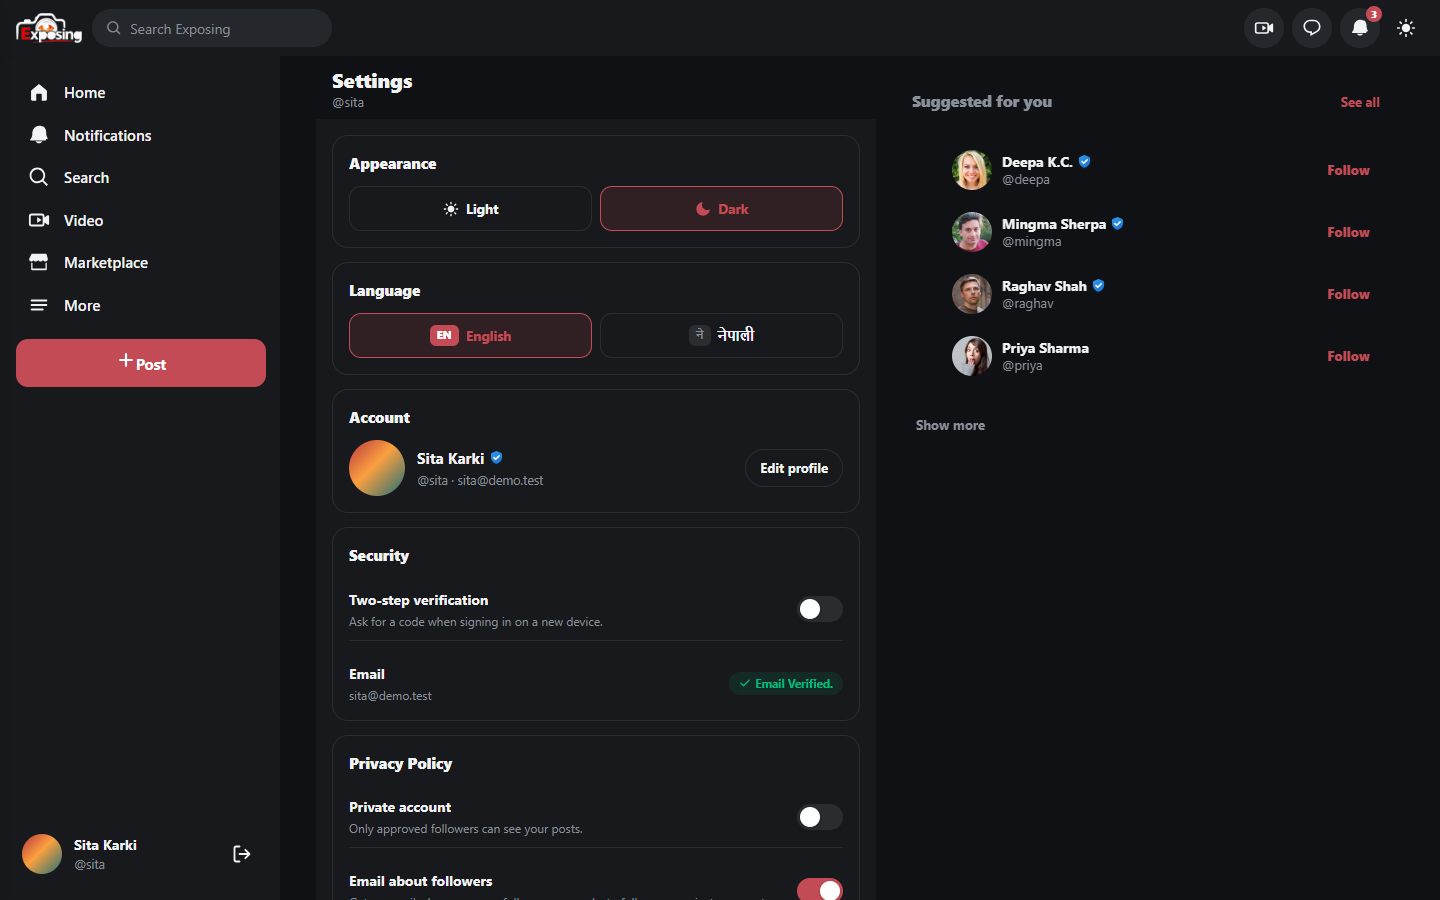 Exposing
Search Exposing
3
Home
Notifications
Search
Video
Marketplace
More
+ Post
Sita Karki
@sita
Settings
@sita
Appearance
Light
Dark
Language
EN English
ने नेपाली
Account
Sita Karki
@sita · sita@demo.test
Edit profile
Security
Two-step verification
Ask for a code when signing in on a new device.
Email
sita@demo.test
Email Verified.
Privacy Policy
Private account
Only approved followers can see your posts.
Email about followers
Suggested for you
See all
Deepa K.C.
@deepa
Follow
Mingma Sherpa
@mingma
Follow
Raghav Shah
@raghav
Follow
Priya Sharma
@priya
Follow
Show more